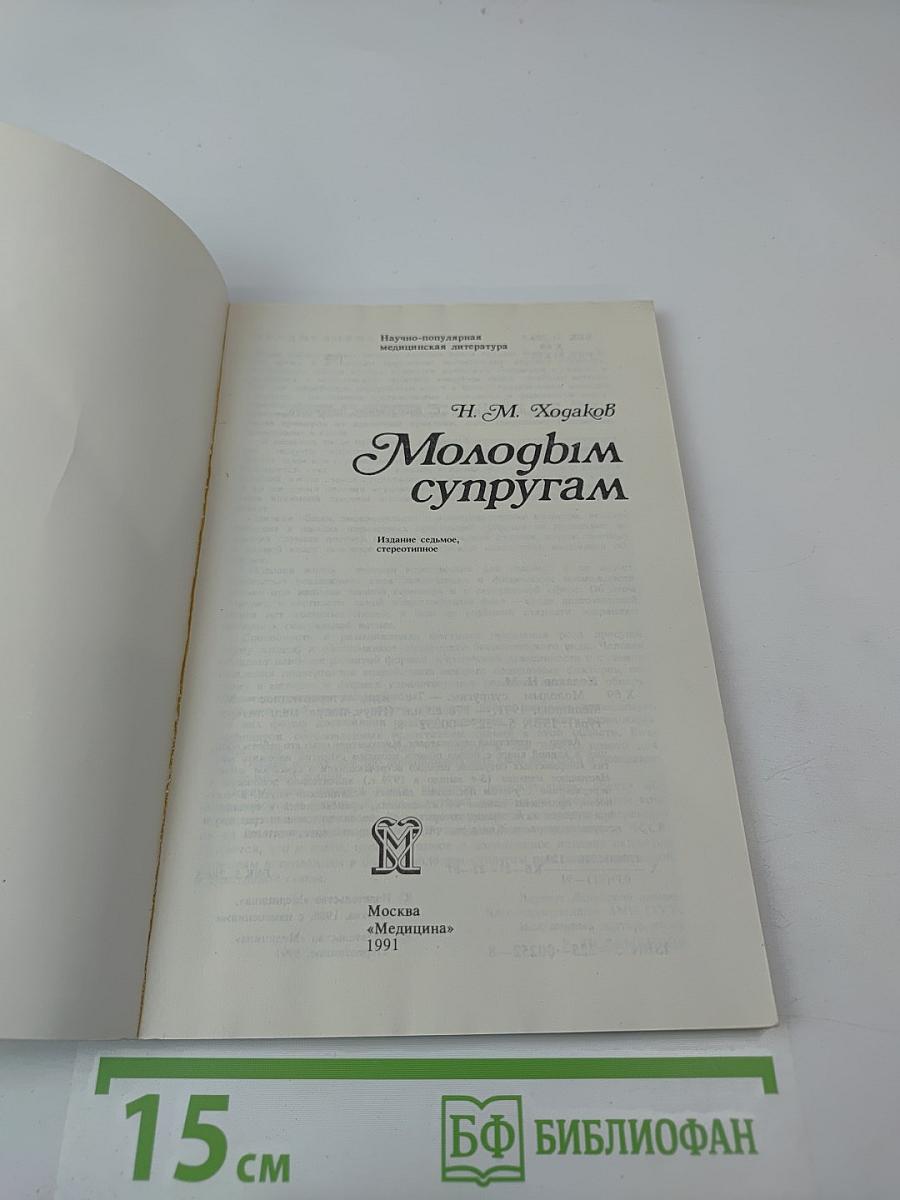 Научно-популярная
медицинская литература
Н. М. Ходаков
Молодым
супругам
Издание седьмое,
стереотипное
Москва
«Медицина»
1991
15 см
БФ БИБЛИОФАН